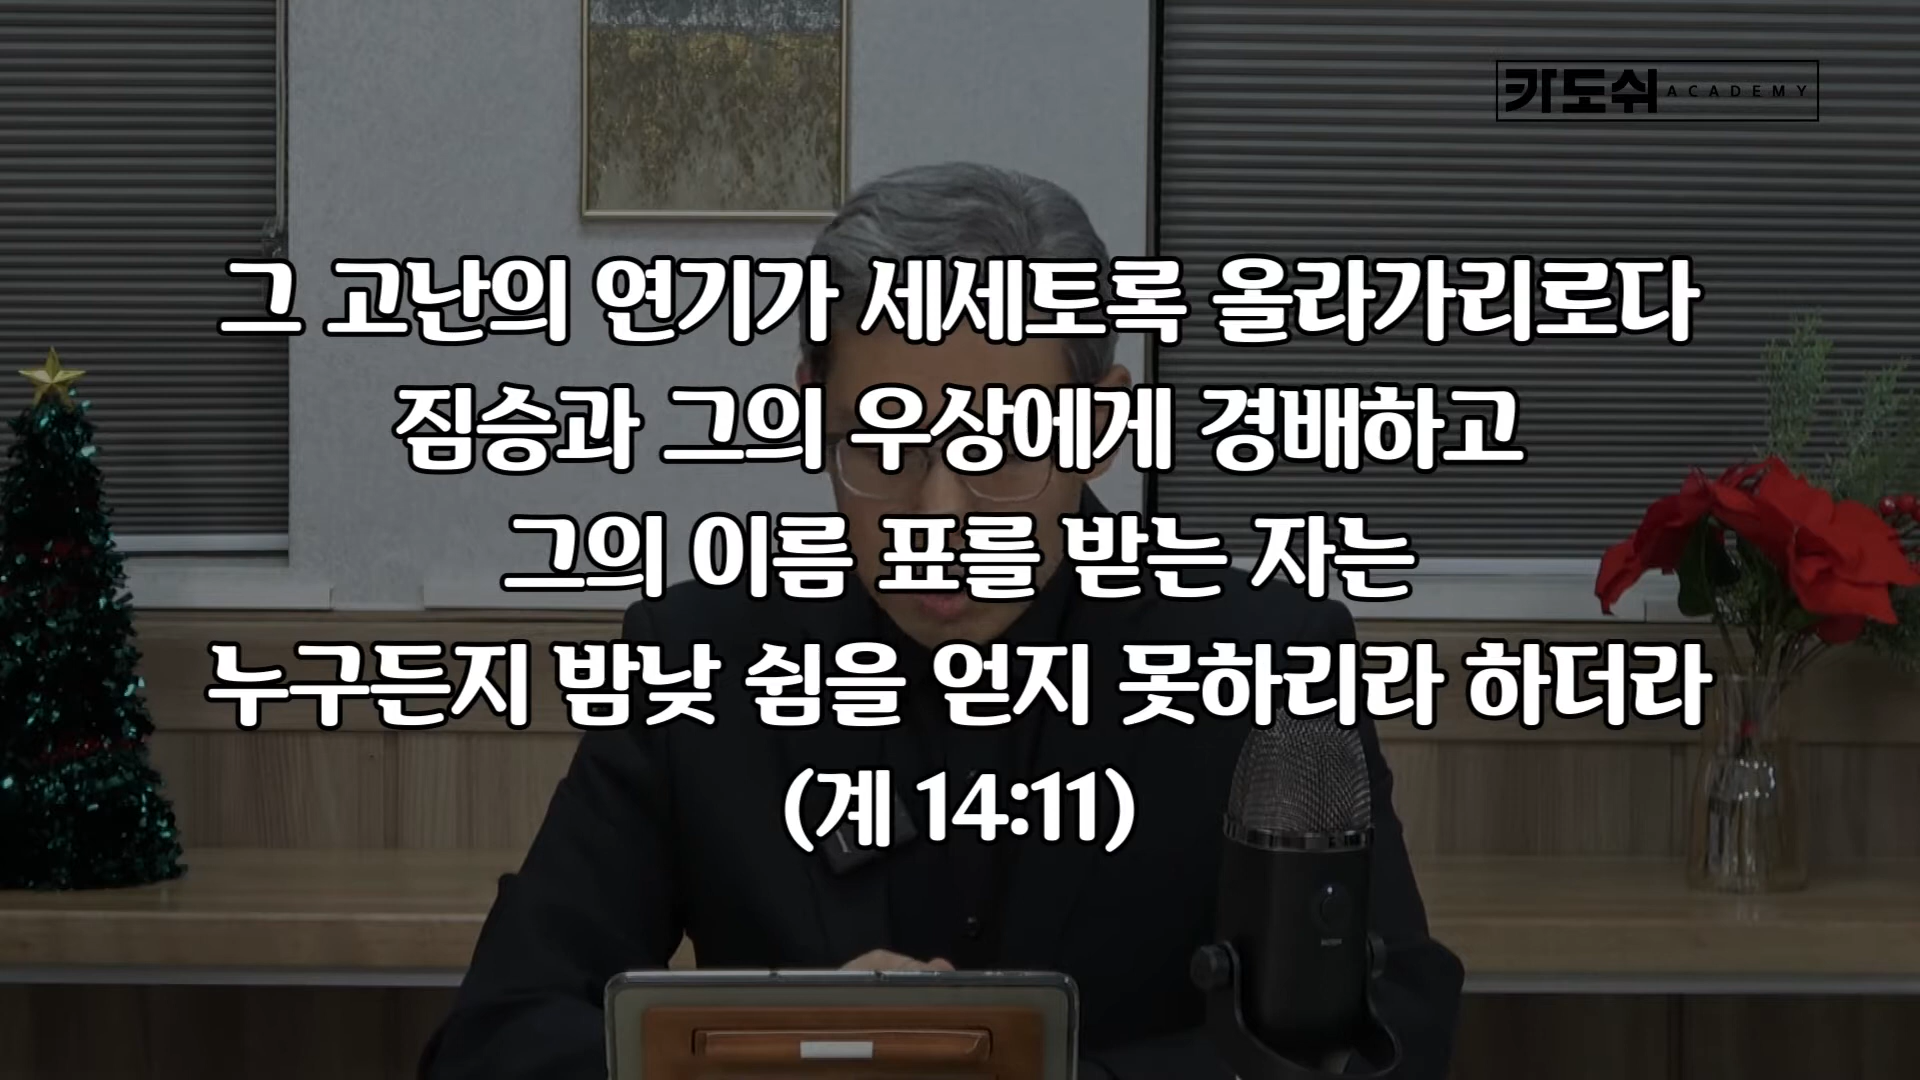 카도쉬 ACADEMY
그 고난의 연기가 세세토록 올라가리로다
짐승과 그의 우상에게 경배하고
그의 이름 표를 받는 자는
누구든지 밤낮 쉼을 얻지 못하리라 하더라
(계 14:11)